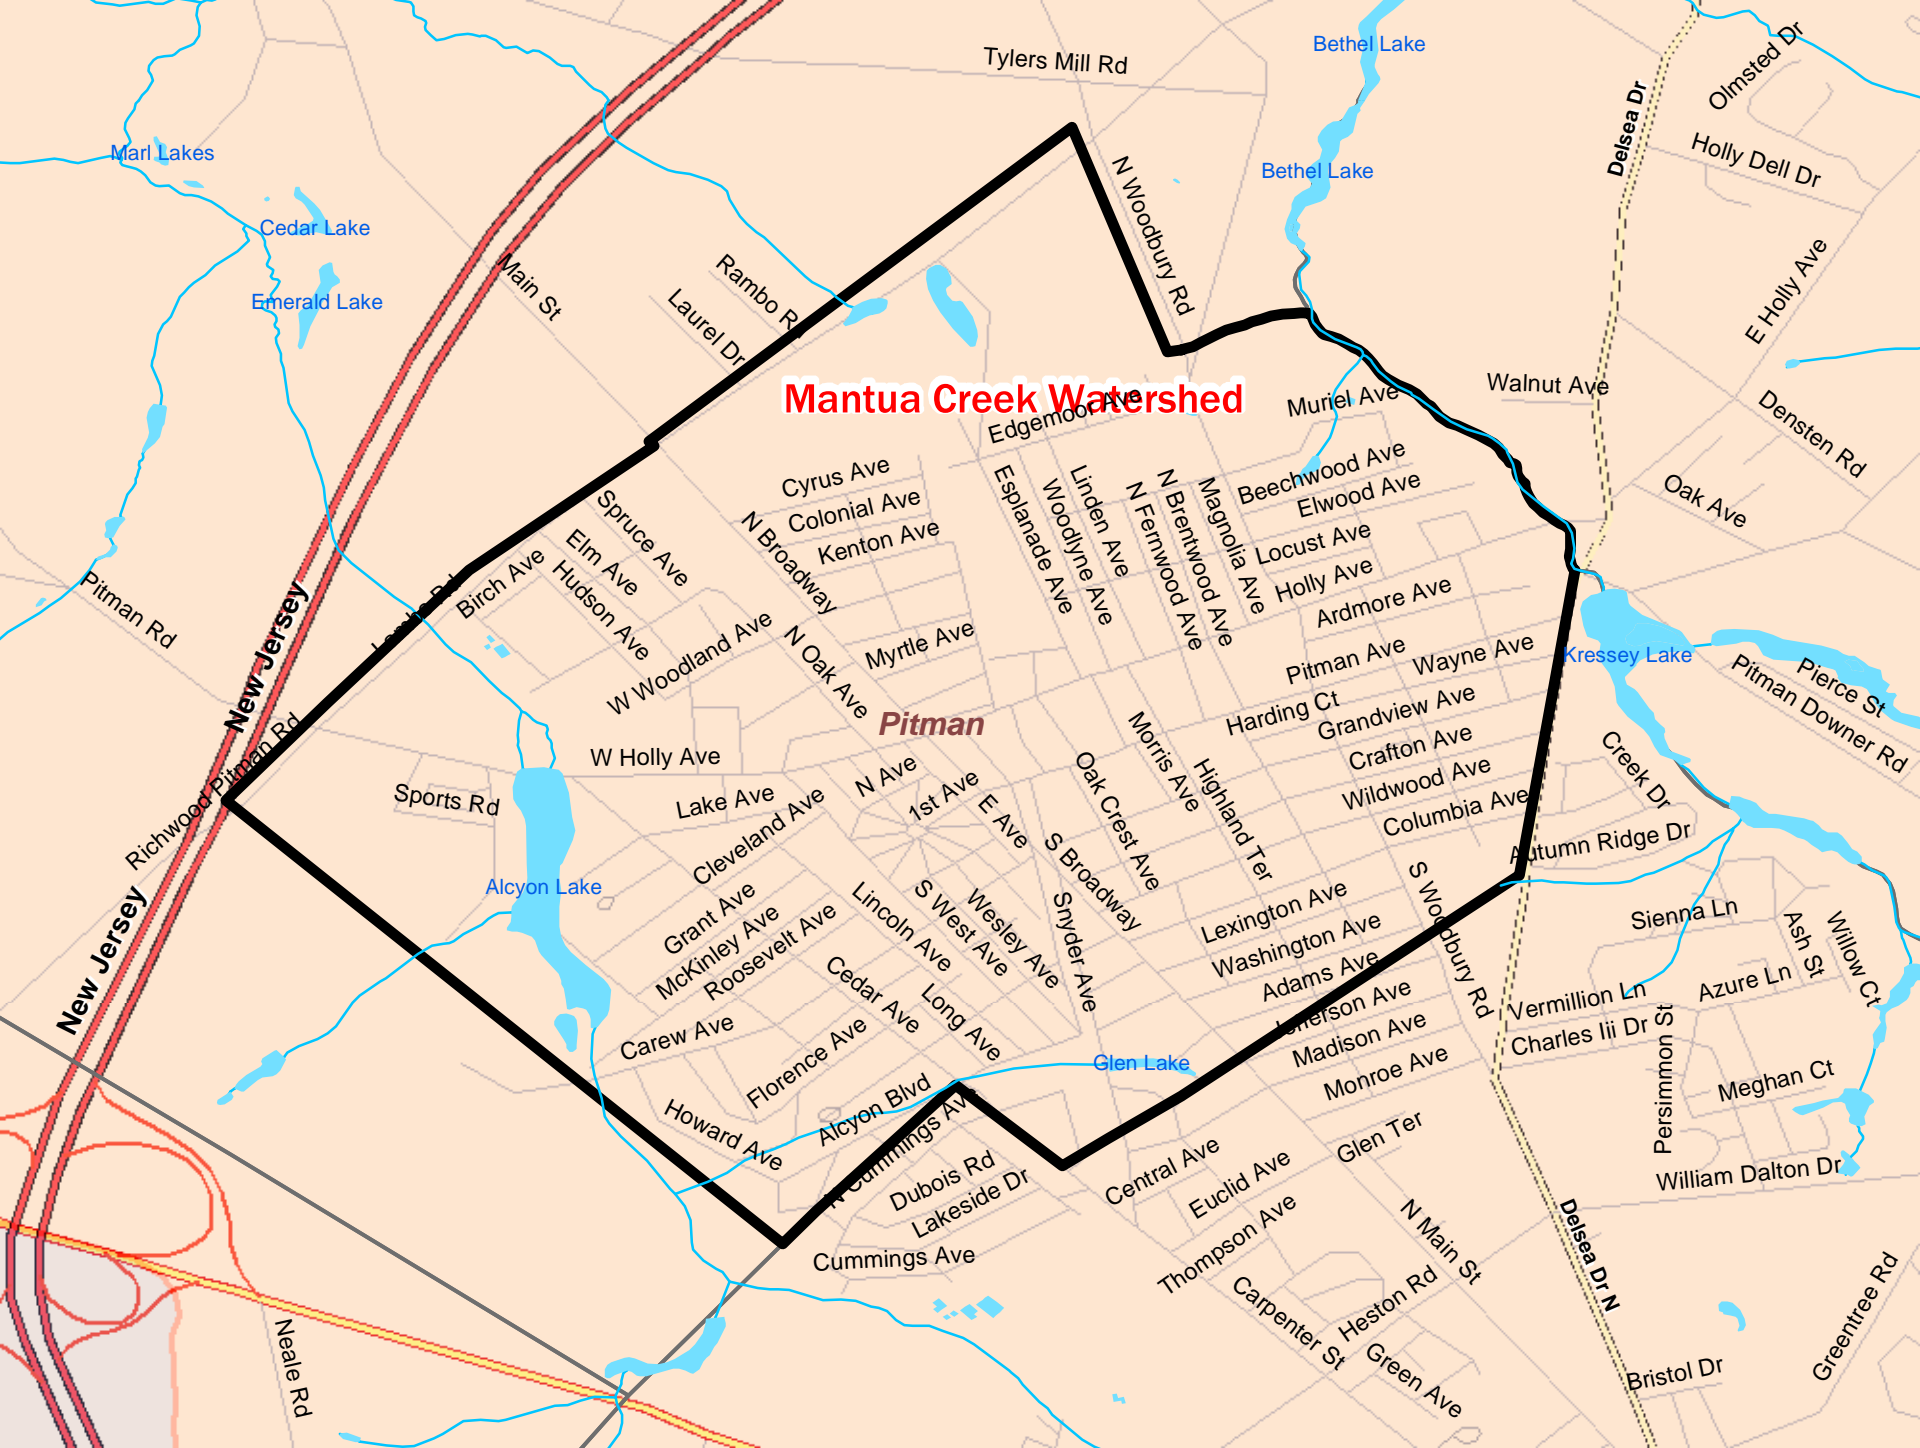 Bethel Lake
Tylers Mill Rd
Olmsted Dr
Delsea Dr
Holly Dell Dr
Marl Lakes
Bethel Lake
Cedar Lake
N Woodbury Rd
E Holly Ave
Main St
Rambo R
Emerald Lake
Laurel Dr
Mantua Creek Watershed
Walnut Ave
Muriel Ave
Edgemoor Ave
Densten Rd
Cyrus Ave
Beechwood Ave
Colonial Ave
Elwood Ave
Oak Ave
Kenton Ave
Spruce Ave
N Broadway
Esplanade Ave
Woodlyne Ave
Linden Ave
N Fernwood Ave
N Brentwood Ave
Magnolia Ave
Locust Ave
Holly Ave
Ardmore Ave
Elm Ave
Hudson Ave
Birch Ave
Lambs Rd
Pitman Rd
New Jersey
W Woodland Ave
N Oak Ave
Myrtle Ave
Pitman Ave
Wayne Ave
Kressey Lake
Pierce St
Pitman Downer Rd
Harding Ct
Grandview Ave
Pitman
Richwood Pitman Rd
W Holly Ave
N Ave
Morris Ave
Highland Ter
Oak Crest Ave
Crafton Ave
Wildwood Ave
Columbia Ave
Creek Dr
Autumn Ridge Dr
Sports Rd
Lake Ave
Cleveland Ave
1st Ave
E Ave
S Broadway
Alcyon Lake
Grant Ave
McKinley Ave
Roosevelt Ave
Lincoln Ave
S West Ave
Wesley Ave
Snyder Ave
Lexington Ave
Washington Ave
Adams Ave
S Woodbury Rd
Sienna Ln
Ash St
Willow Ct
New Jersey
Cedar Ave
Long Ave
Jefferson Ave
Madison Ave
Monroe Ave
Vermillion Ln
Azure Ln
Charles Iii Dr
Persimmon St
Carew Ave
Florence Ave
Glen Lake
Meghan Ct
Howard Ave
Alcyon Blvd
N Cummings Ave
Dubois Rd
Lakeside Dr
Cummings Ave
Central Ave
Euclid Ave
Glen Ter
Thompson Ave
William Dalton Dr
N Main St
Delsea Dr N
Carpenter St
Heston Rd
Green Ave
Neale Rd
Bristol Dr
Greentree Rd